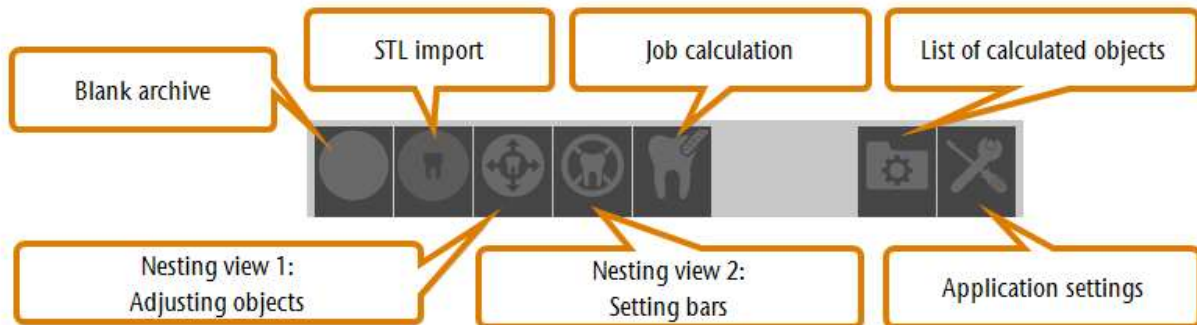 STL import
Job calculation
List of calculated objects
Blank archive
Nesting view 1:
Adjusting objects
Nesting view 2:
Setting bars
Application settings